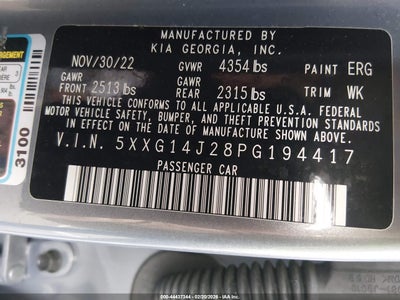 MANUFACTURED BY
KIA GEORGIA, INC.
NOV/30/22 GVWR 4354 lbs PAINT ERG
GAWR GAWR
FRONT 2513 lbs REAR 2315 lbs TRIM WK
THIS VEHICLE CONFORMS TO ALL APPLICABLE U.S. FEDERAL
MOTOR VEHICLE SAFETY, BUMPER, AND THEFT PREVENTION
STANDARDS IN EFFECT ON THE DATE OF MANUFACTURE SHOWN ABOVE.
V.I.N. 5XXG14J28PG194417
PASSENGER CAR
3100